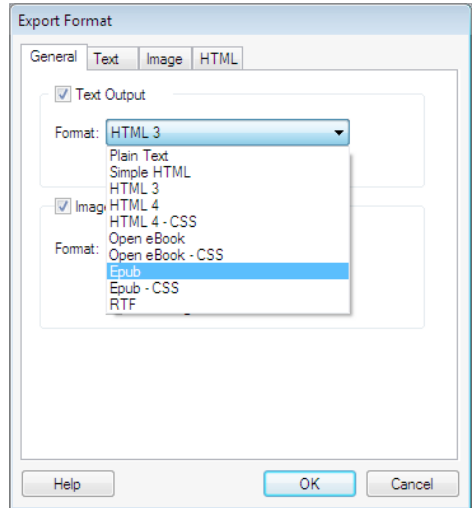 Export Format
General Text Image HTML
Text Output
Format: HTML 3
Plain Text
Simple HTML
HTML 3
HTML 4
HTML 4 - CSS
Open eBook
Format: Open eBook - CSS
Epub
Epub - CSS
RTF
Help OK Cancel